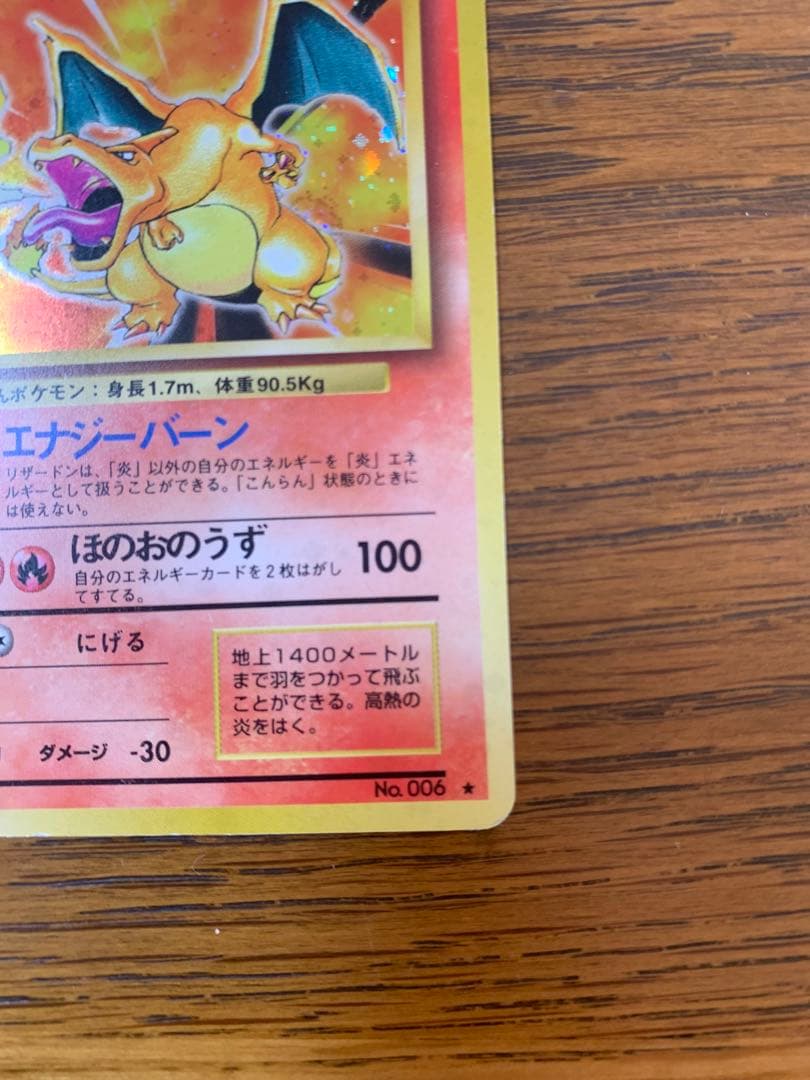 んポケモン：身長1.7m、体重90.5Kg
エナジーバーン
リザードンは、「炎」以外の自分のエネルギーを「炎」エネ
ルギーとして扱うことができる。「こんらん」状態のときに
は使えない。
ほのおのうず 100
自分のエネルギーカードを２枚はがし
てすてる。
にげる
地上1400メートル
まで羽をつかって飛ぶ
ことができる。高熱の
炎をはく。
ダメージ -30
No. 006 ★